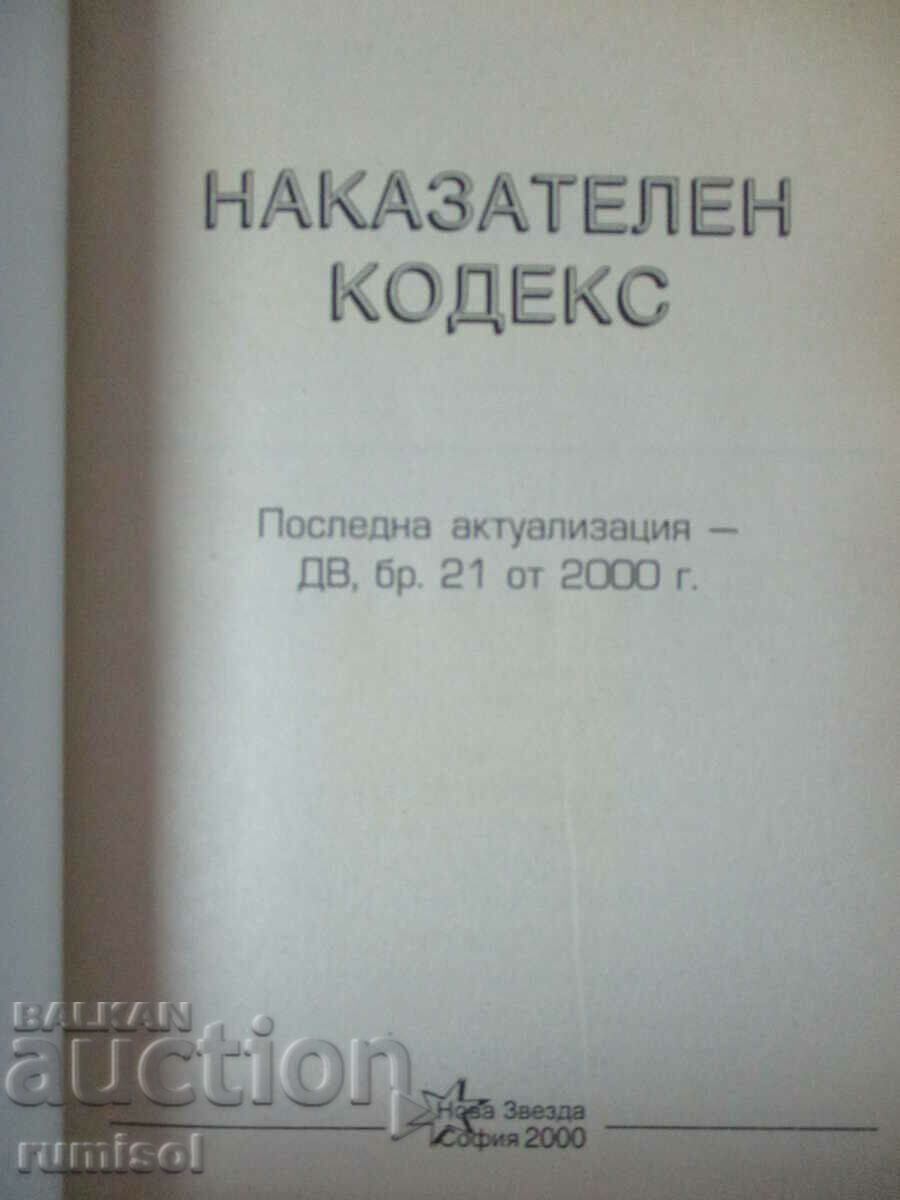 НАКАЗАТЕЛЕН
КОДЕКС
Последна актуализация –
ДВ, бр. 21 от 2000 г.
BALKAN
auction
Нова Звезда
София 2000
rumisol